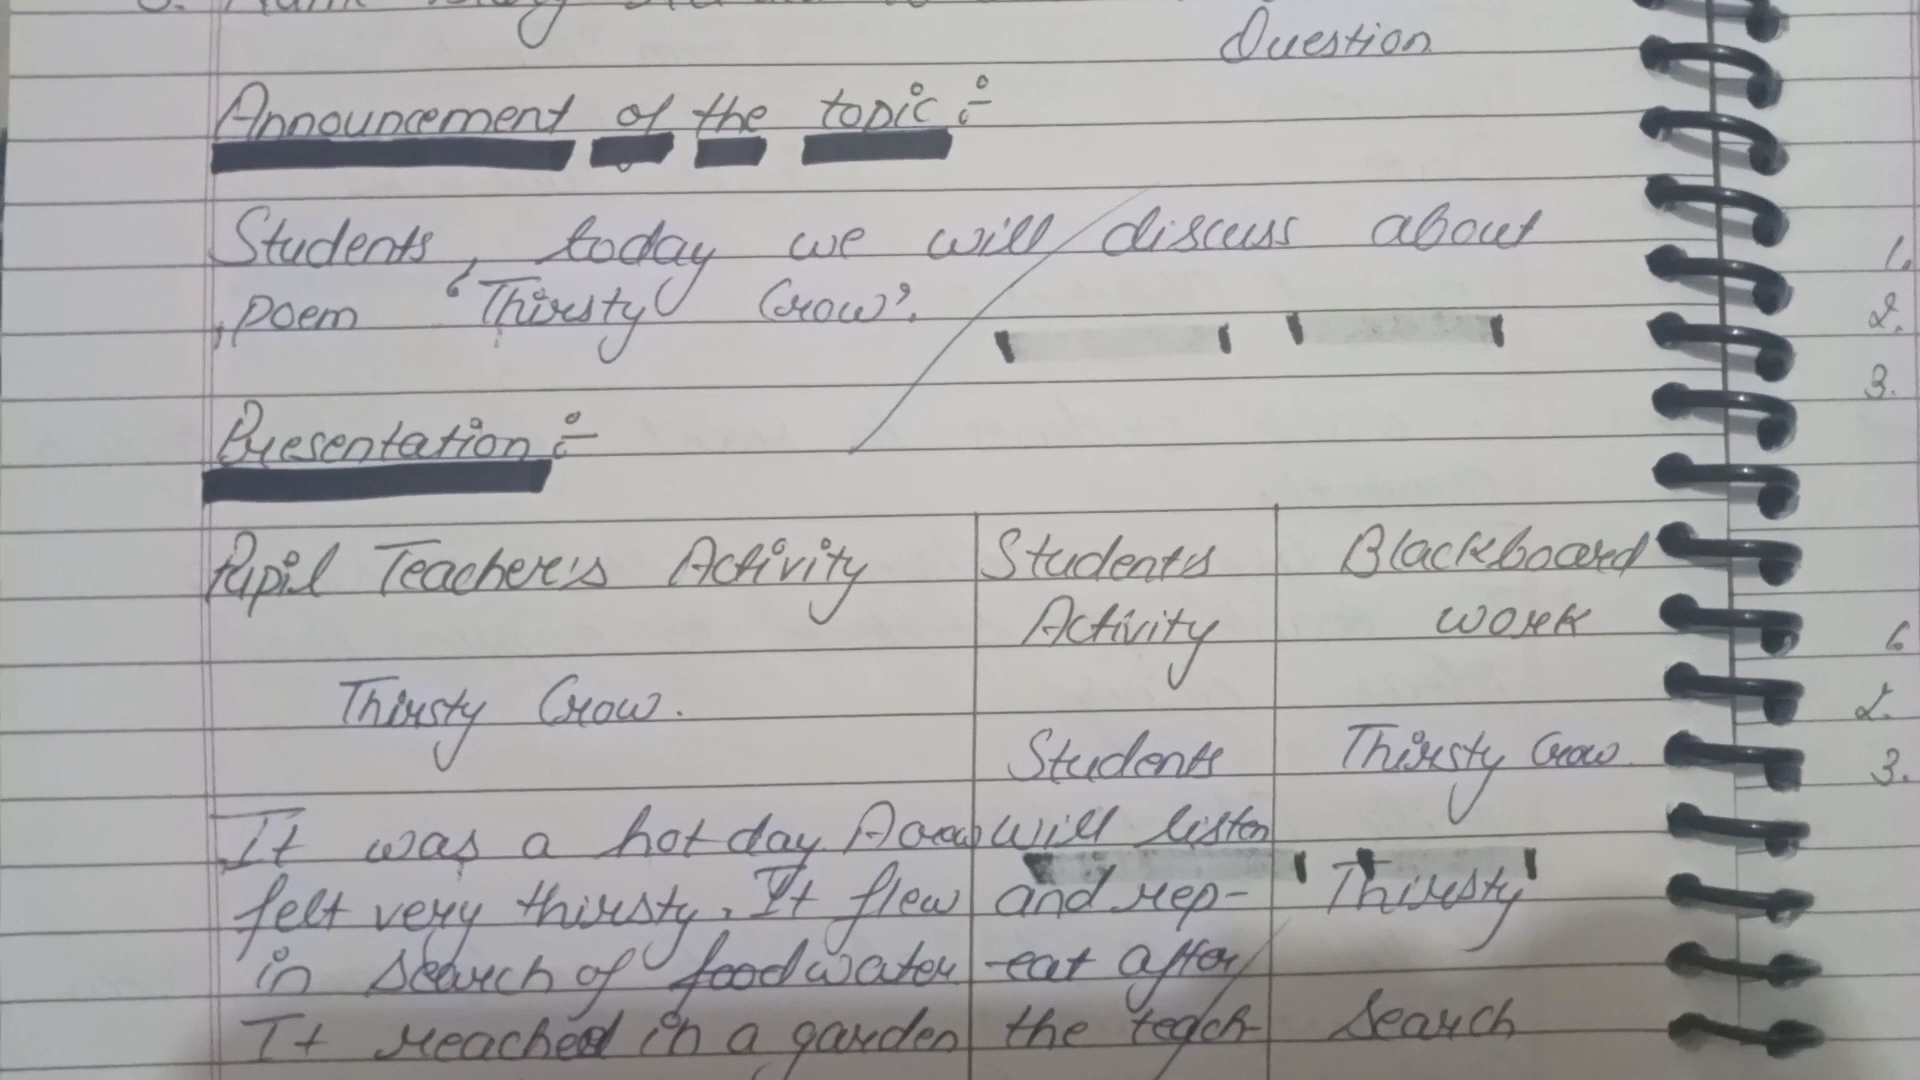 Question
Announcement of the topic :-
Students, today we will discuss about
poem 'Thirsty Crow'.
Presentation :-
Pupil Teacher's Activity
Thirsty Crow.
It was a hot day. A crow
felt very thirsty. It flew
in search of food water
It reached in a garden
Student's
Activity
Students
will listen
and rep-
-eat after
the teach-
Blackboard
work
Thirsty Crow
Thirsty
Search
1.
2.
3.
2.
3.